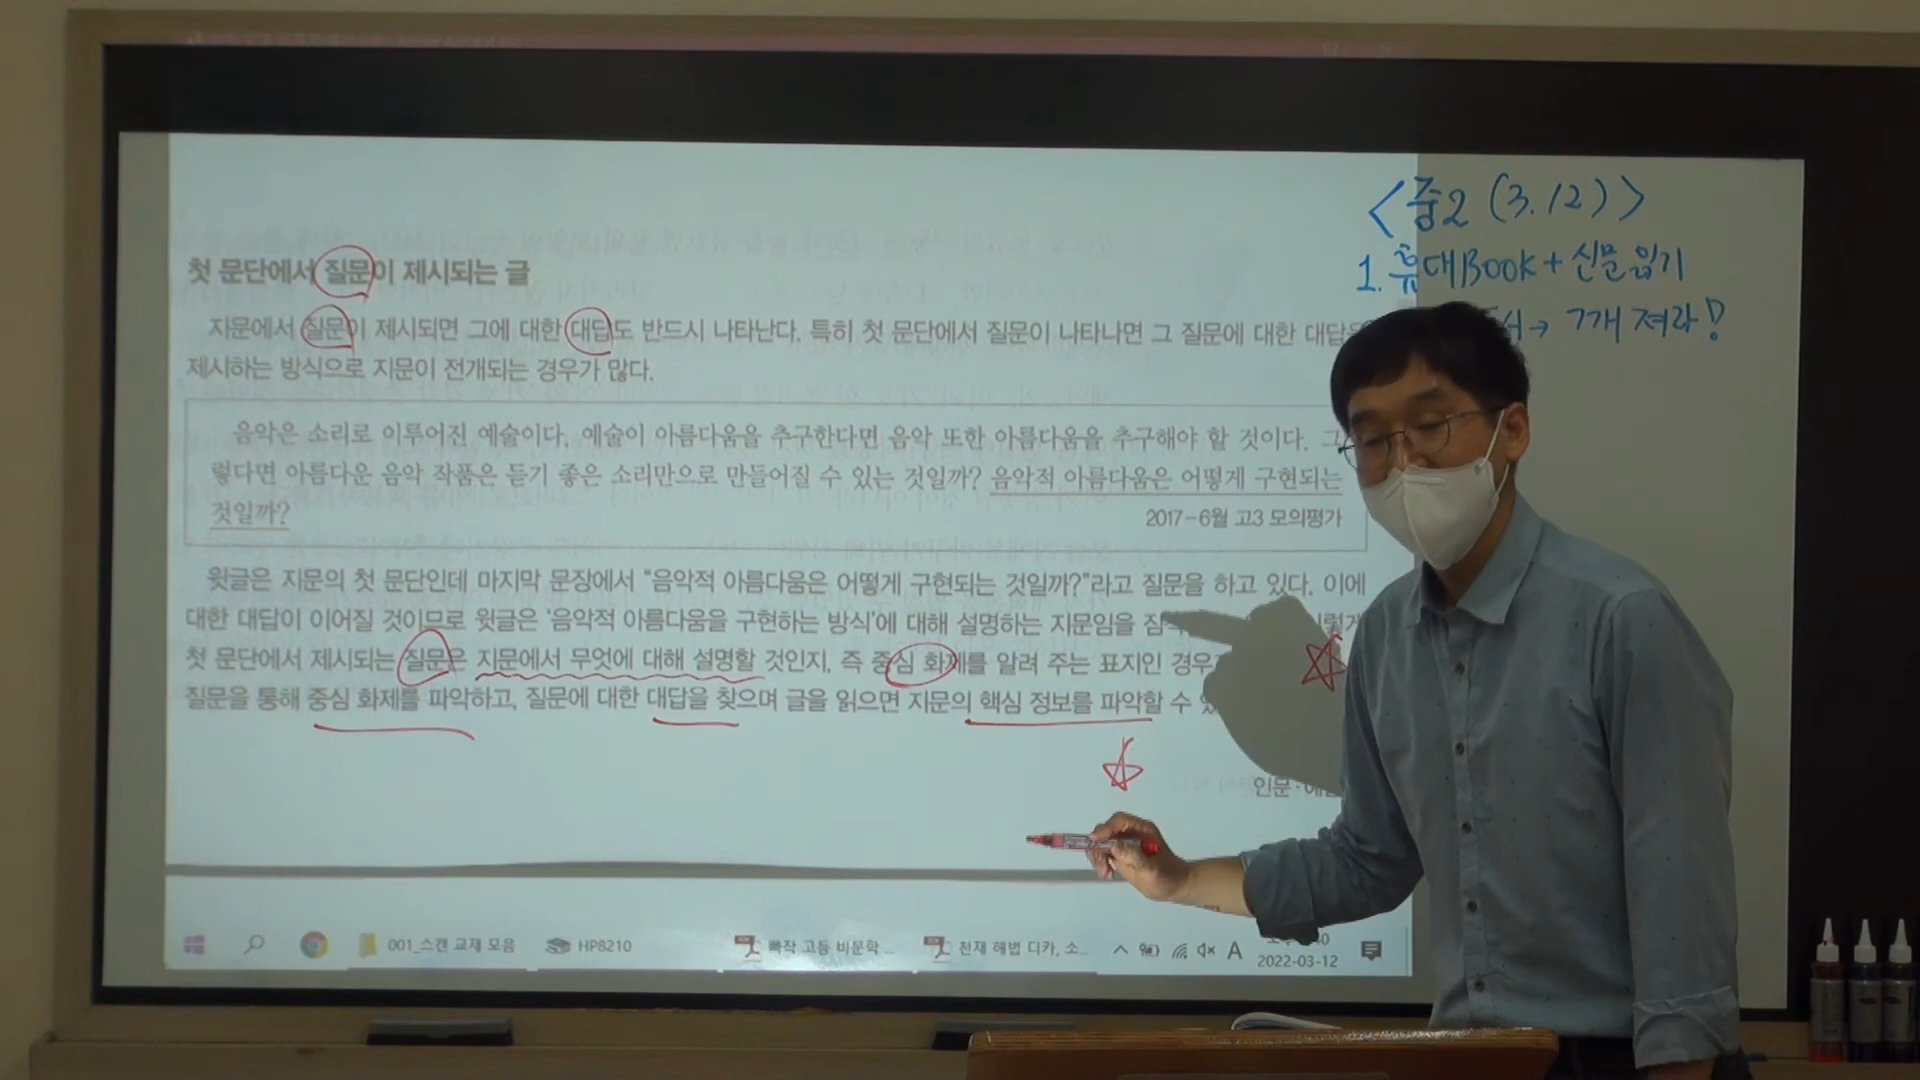 첫 문단에서 질문이 제시되는 글
지문에서 질문이 제시되면 그에 대한 대답도 반드시 나타난다. 특히 첫 문단에서 질문이 나타나면 그 질문에 대한 대답을
제시하는 방식으로 지문이 전개되는 경우가 많다.
음악은 소리로 이루어진 예술이다. 예술이 아름다움을 추구한다면 음악 또한 아름다움을 추구해야 할 것이다. 그
렇다면 아름다운 음악 작품은 듣기 좋은 소리만으로 만들어질 수 있는 것일까? 음악적 아름다움은 어떻게 구현되는
것일까?
2017-6월 고3 모의평가
윗글은 지문의 첫 문단인데 마지막 문장에서 "음악적 아름다움은 어떻게 구현되는 것일까?"라고 질문을 하고 있다. 이에
대한 대답이 이어질 것이므로 윗글은 '음악적 아름다움을 구현하는 방식'에 대해 설명하는 지문임을
첫 문단에서 제시되는 질문은 지문에서 무엇에 대해 설명할 것인지, 즉 중심 화제를 알려 주는 표지인
질문을 통해 중심 화제를 파악하고, 질문에 대한 대답을 찾으며 글을 읽으면 지문의 핵심 정보를 파악할 수
인문·
<중2 (3.12)>
1. 휴대BOOK+신문읽기
→ 7개 져라!
001_스캔 교재 모음
HP8210
빠작 고등 비문학 ...
천재 해법 디카, 소...
A
2022-03-12